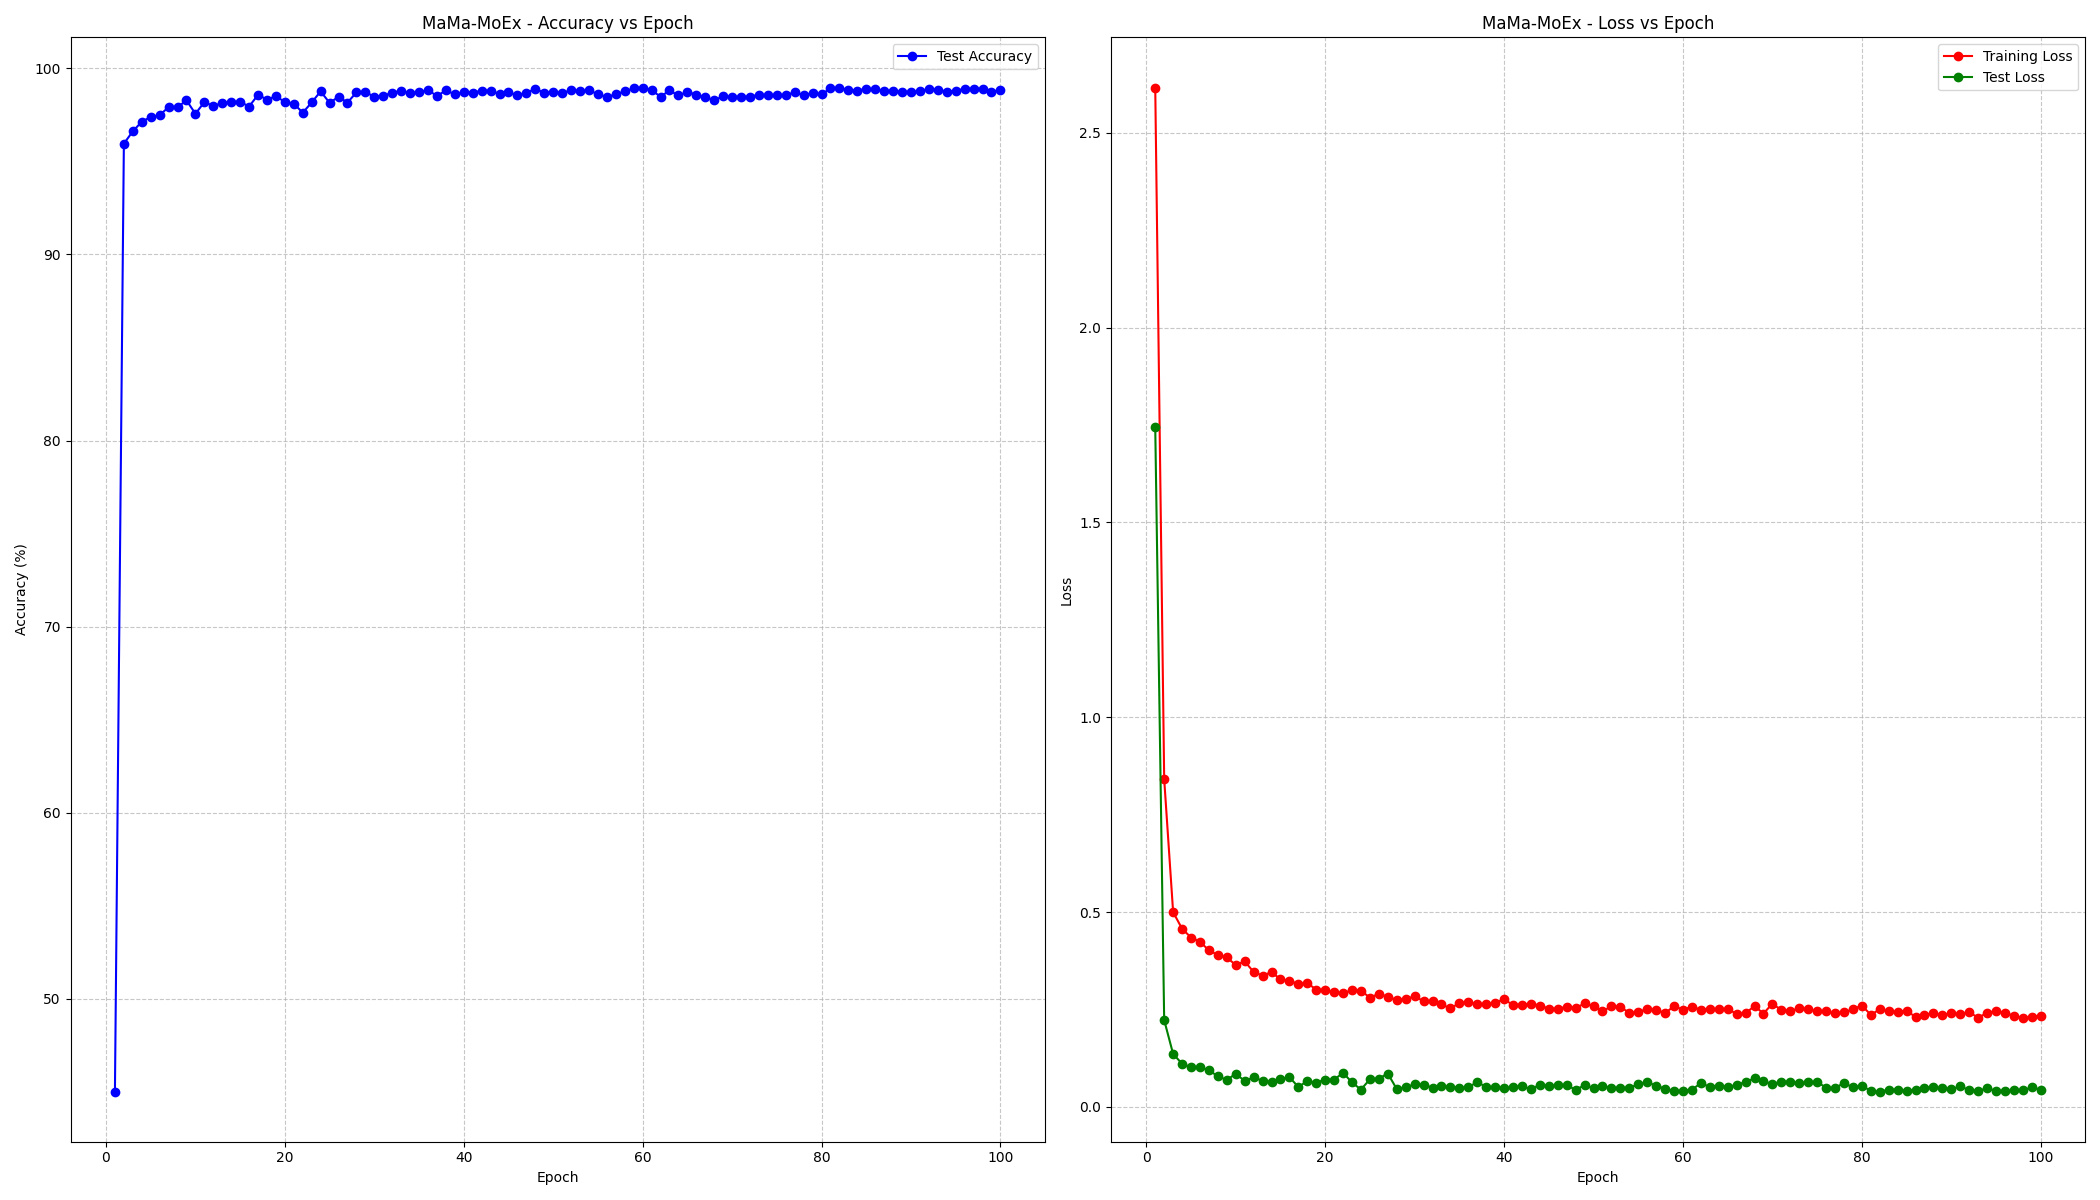 MaMa-MoEx - Accuracy vs Epoch
Test Accuracy
100
90
80
70
60
50
Accuracy (%)
0 20 40 60 80 100
Epoch
MaMa-MoEx - Loss vs Epoch
Training Loss
Test Loss
2.5
2.0
1.5
1.0
0.5
0.0
Loss
0 20 40 60 80 100
Epoch